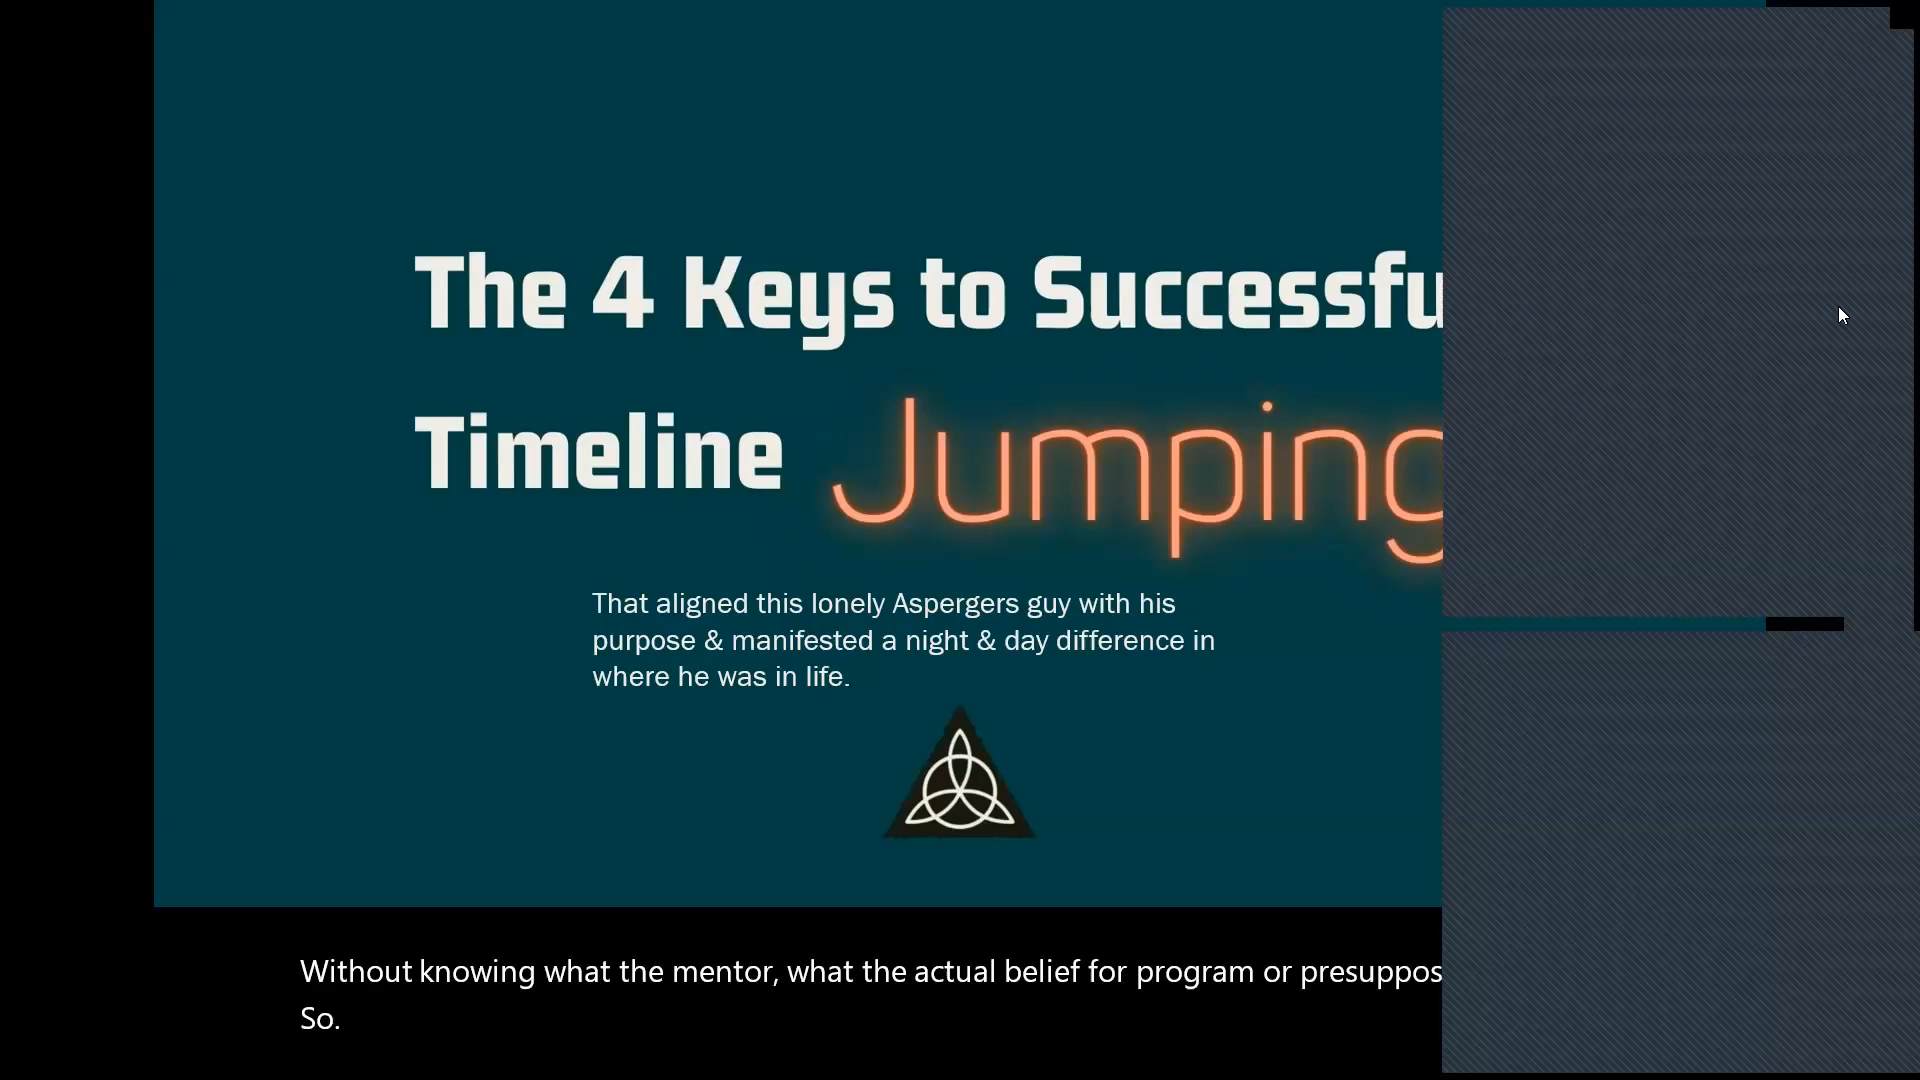 The 4 Keys to Successfu
Timeline Jumping
That aligned this lonely Aspergers guy with his
purpose & manifested a night & day difference in
where he was in life.
Without knowing what the mentor, what the actual belief for program or presuppos
So.